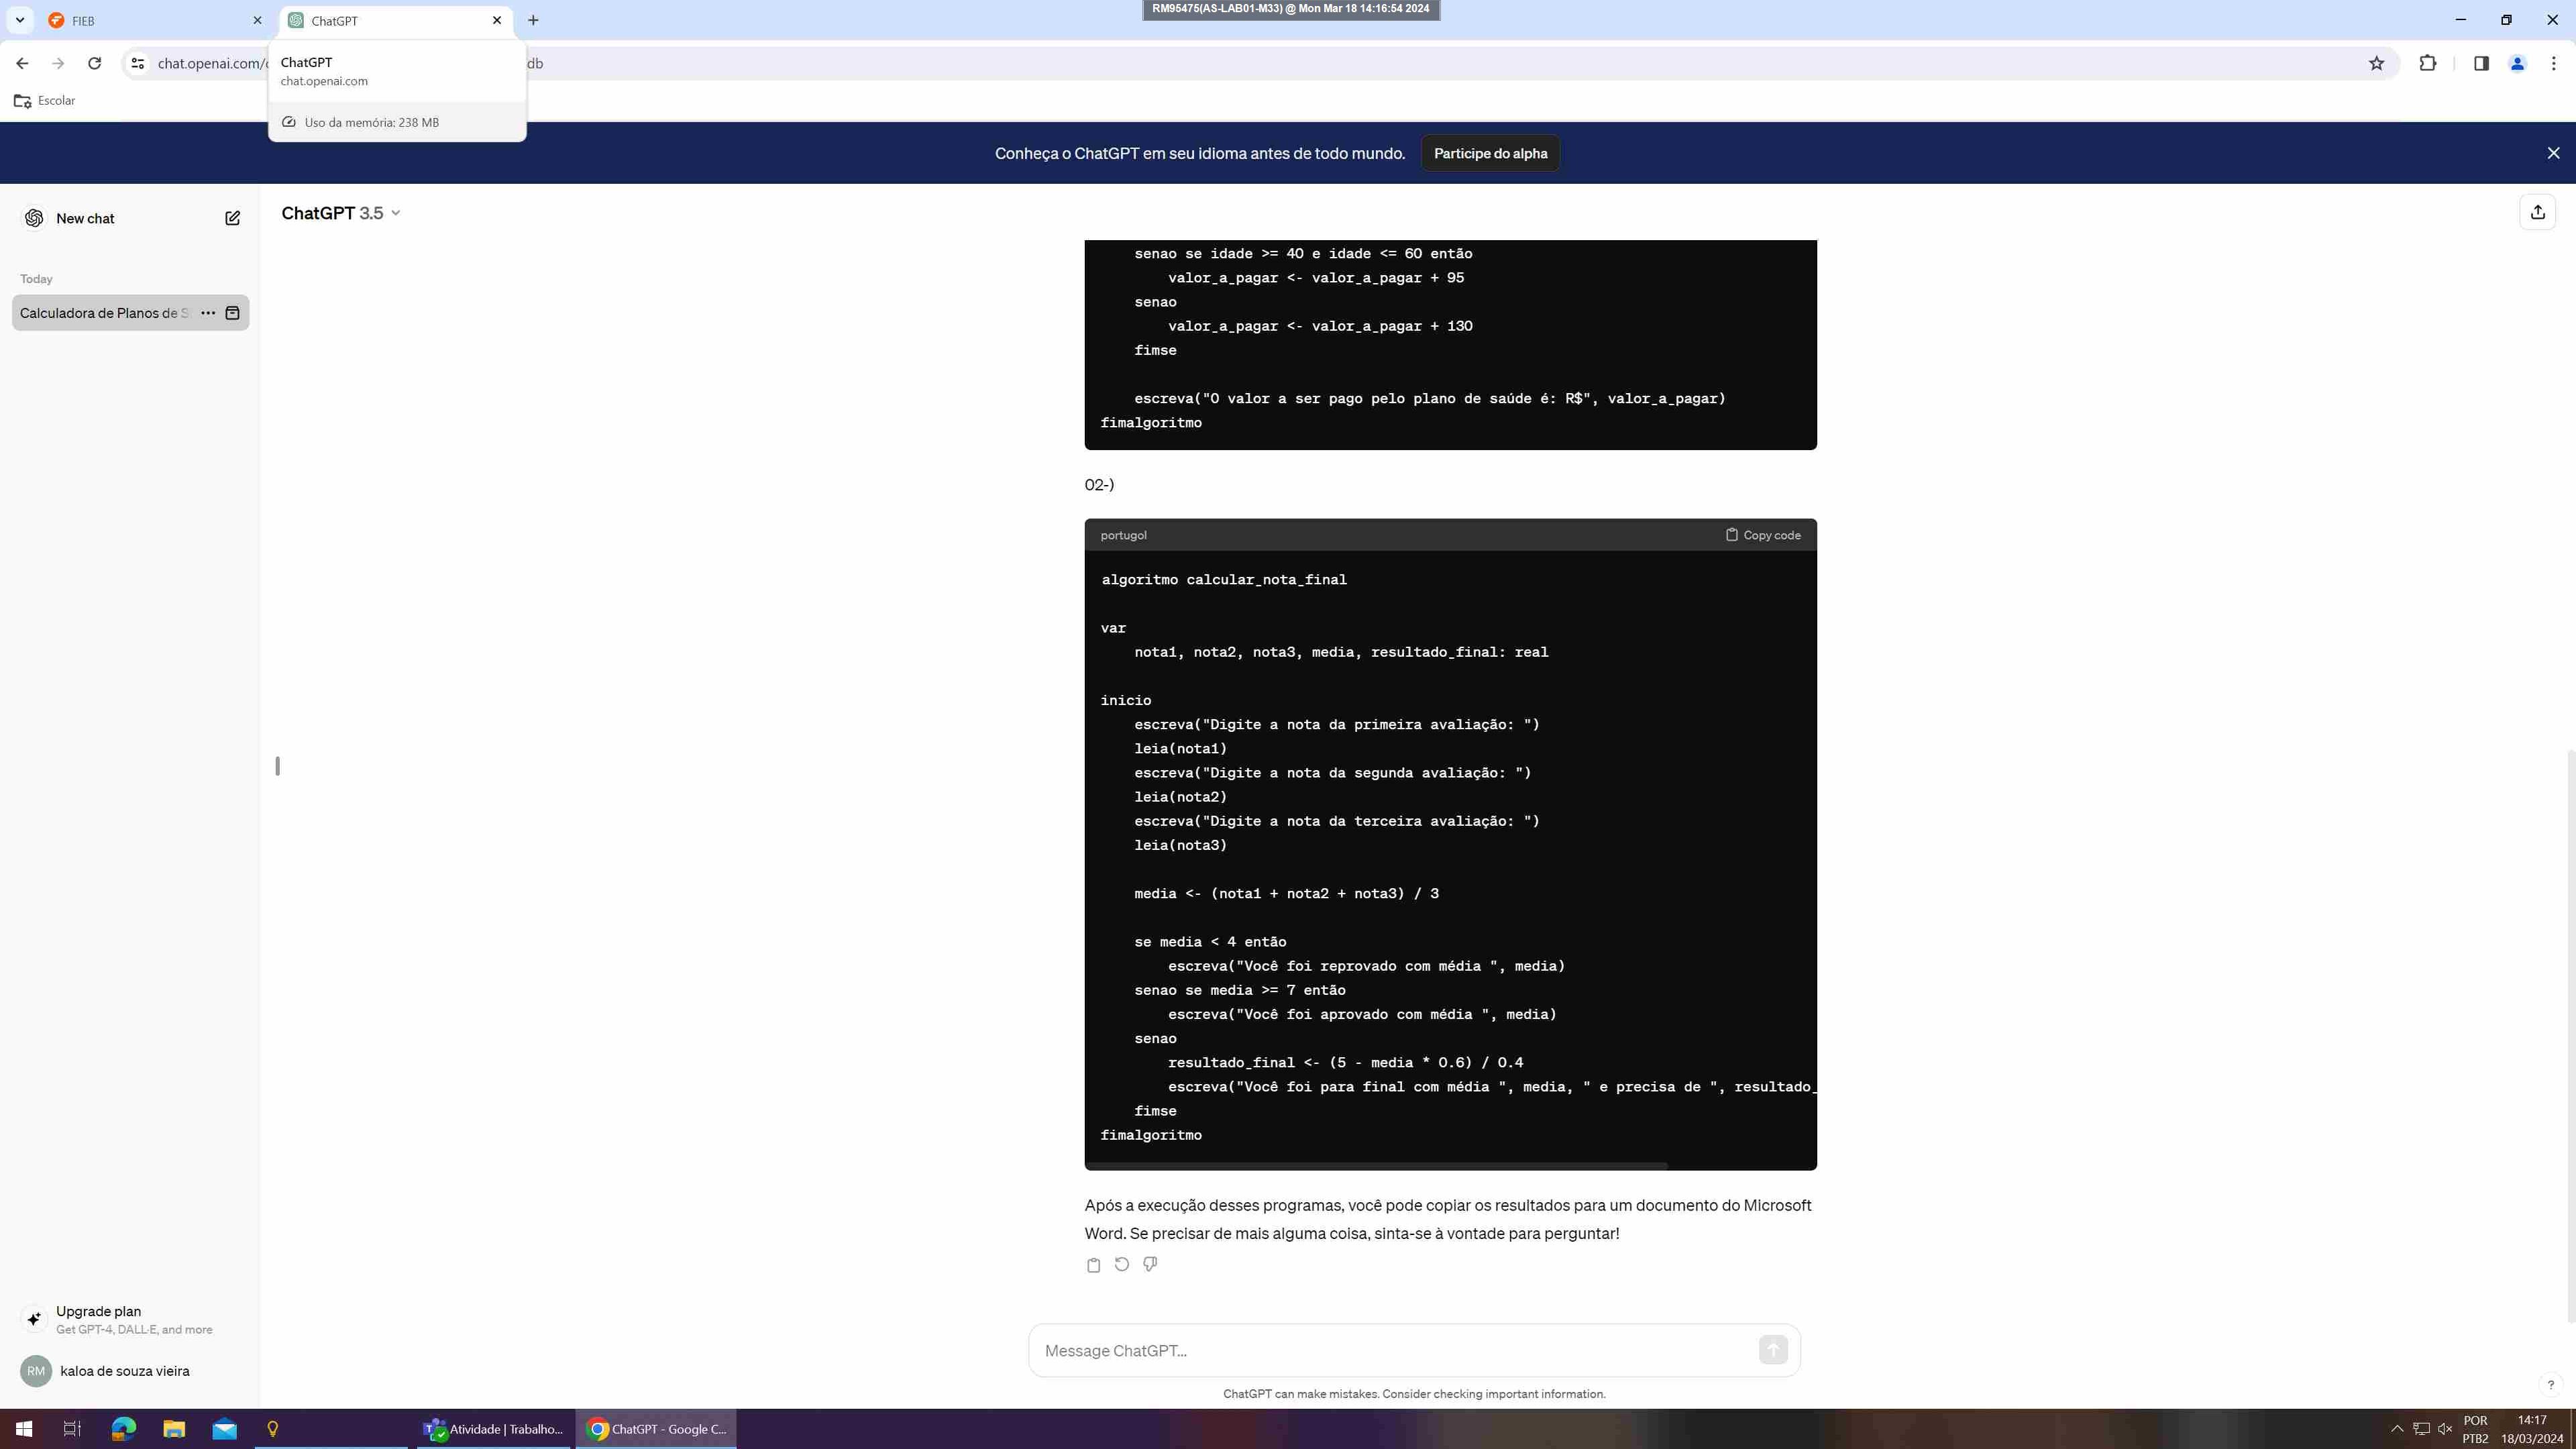 RM95475(AS-LAB01-M33) @ Mon Mar 18 14:16:54 2024
FIEB
ChatGPT
chat.openai.com/
db
ChatGPT
chat.openai.com
Uso da memória: 238 MB
Escolar
Conheça o ChatGPT em seu idioma antes de todo mundo.
Participe do alpha
New chat
ChatGPT 3.5
Today
Calculadora de Planos de S
senao se idade >= 40 e idade <= 60 então
valor_a_pagar <- valor_a_pagar + 95
senao
valor_a_pagar <- valor_a_pagar + 130
fimse
escreva("O valor a ser pago pelo plano de saúde é: R$", valor_a_pagar)
fimalgoritmo
02-)
portugol
Copy code
algoritmo calcular_nota_final
var
nota1, nota2, nota3, media, resultado_final: real
inicio
escreva("Digite a nota da primeira avaliação: ")
leia(nota1)
escreva("Digite a nota da segunda avaliação: ")
leia(nota2)
escreva("Digite a nota da terceira avaliação: ")
leia(nota3)
media <- (nota1 + nota2 + nota3) / 3
se media < 4 então
escreva("Você foi reprovado com média ", media)
senao se media >= 7 então
escreva("Você foi aprovado com média ", media)
senao
resultado_final <- (5 - media * 0.6) / 0.4
escreva("Você foi para final com média ", media, " e precisa de ", resultado_
fimse
fimalgoritmo
Após a execução desses programas, você pode copiar os resultados para um documento do Microsoft
Word. Se precisar de mais alguma coisa, sinta-se à vontade para perguntar!
Upgrade plan
Get GPT-4, DALL·E, and more
RM
kaloa de souza vieira
Message ChatGPT...
ChatGPT can make mistakes. Consider checking important information.
?
Atividade | Trabalho...
ChatGPT - Google C...
POR
PTB2
14:17
18/03/2024